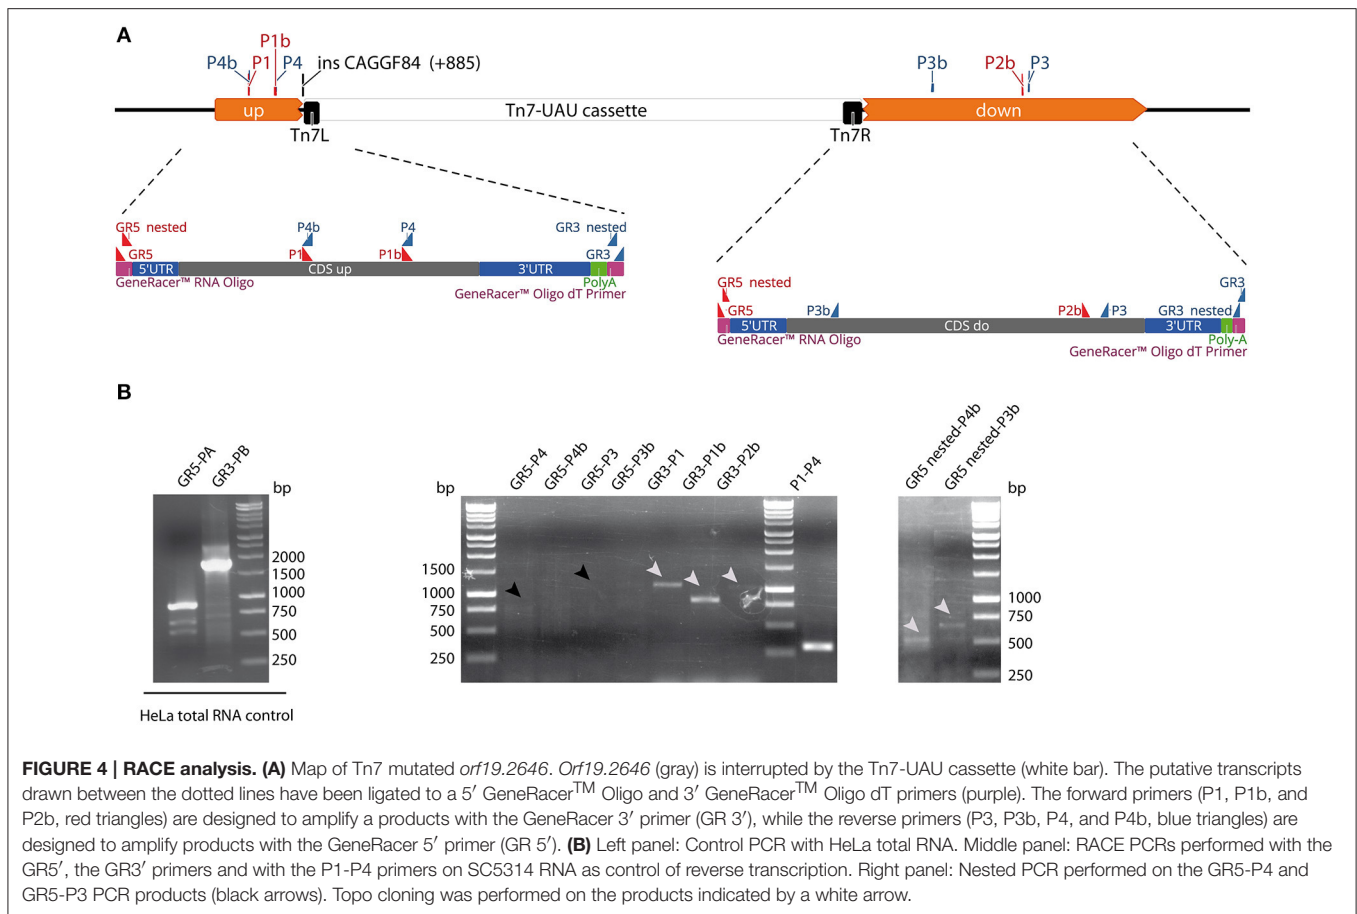 A
P1b
P4b P1 P4 ins CAGGF84 (+885)
P3b P2b P3
up Tn7-UAU cassette down
Tn7L Tn7R
GR5 nested P4b P4 GR3 nested
GR5 P1 P1b GR3
5'UTR CDS up 3'UTR
GeneRacer™ RNA Oligo PolyA
GeneRacer™ Oligo dT Primer
GR5 nested GR3
GR5 P3b P2b P3 GR3 nested
5'UTR CDS do 3'UTR
GeneRacer™ RNA Oligo Poly-A
GeneRacer™ Oligo dT Primer
B
GR5-PA
GR3-PB
bp
2000
1500
1000
750
500
250
HeLa total RNA control
bp
GR5-P4
GR5-P4b
GR5-P3
GR5-P3b
GR3-P1
GR3-P1b
GR3-P2b
P1-P4
1500
1000
750
500
250
GR5 nested-P4b
GR5 nested-P3b
bp
1000
750
500
250
FIGURE 4 | RACE analysis. (A) Map of Tn7 mutated orf19.2646. Orf19.2646 (gray) is interrupted by the Tn7-UAU cassette (white bar). The putative transcripts
drawn between the dotted lines have been ligated to a 5′ GeneRacer™ Oligo and 3′ GeneRacer™ Oligo dT primers (purple). The forward primers (P1, P1b, and
P2b, red triangles) are designed to amplify a products with the GeneRacer 3′ primer (GR 3′), while the reverse primers (P3, P3b, P4, and P4b, blue triangles) are
designed to amplify products with the GeneRacer 5′ primer (GR 5′). (B) Left panel: Control PCR with HeLa total RNA. Middle panel: RACE PCRs performed with the
GR5′, the GR3′ primers and with the P1-P4 primers on SC5314 RNA as control of reverse transcription. Right panel: Nested PCR performed on the GR5-P4 and
GR5-P3 PCR products (black arrows). Topo cloning was performed on the products indicated by a white arrow.